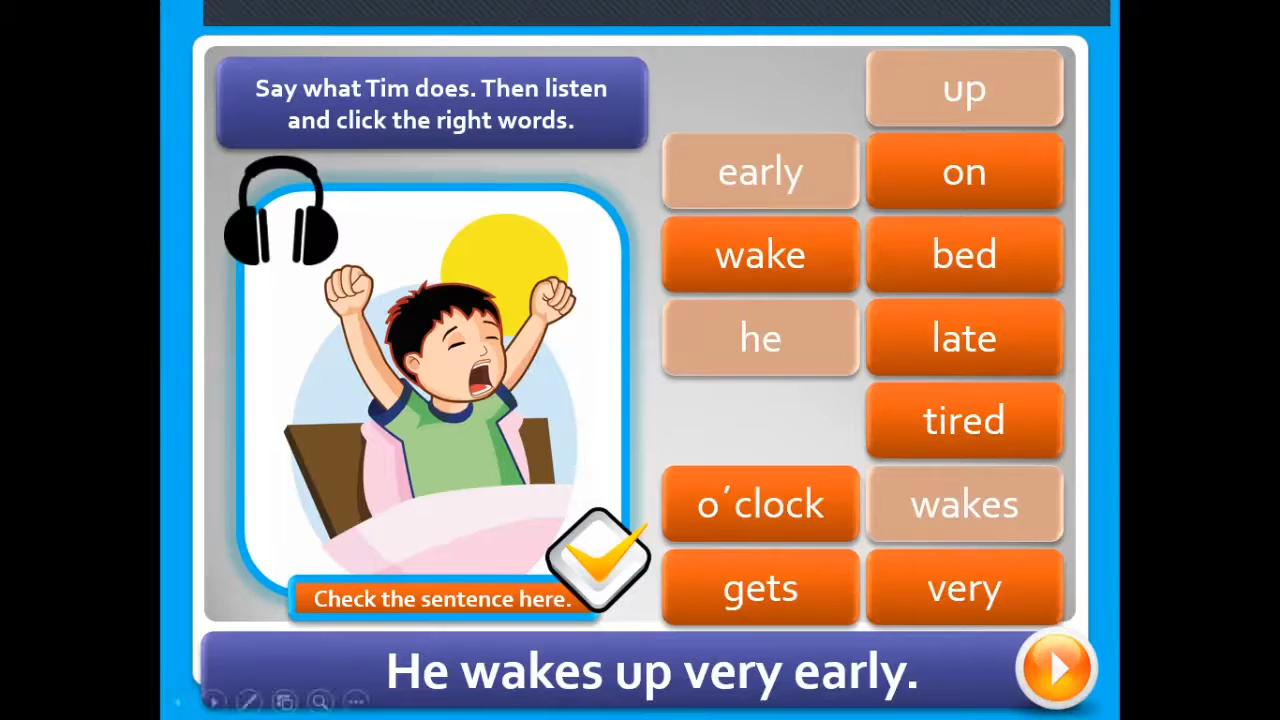 Say what Tim does. Then listen
and click the right words.
up
early
on
wake
bed
he
late
tired
o´clock
wakes
gets
very
Check the sentence here.
He wakes up very early.